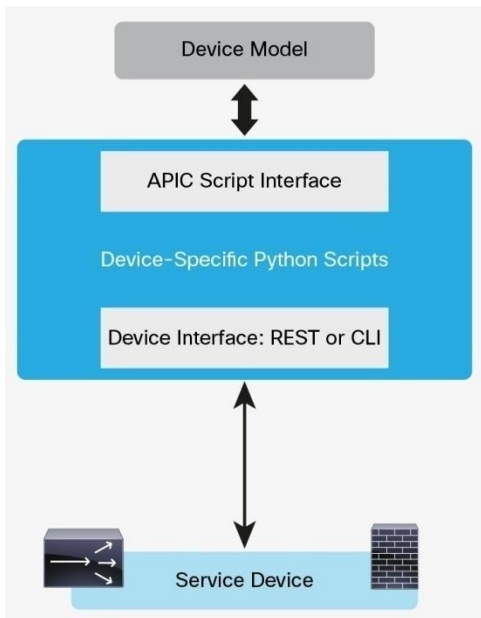 Device Model
APIC Script Interface
Device-Specific Python Scripts
Device Interface: REST or CLI
Service Device